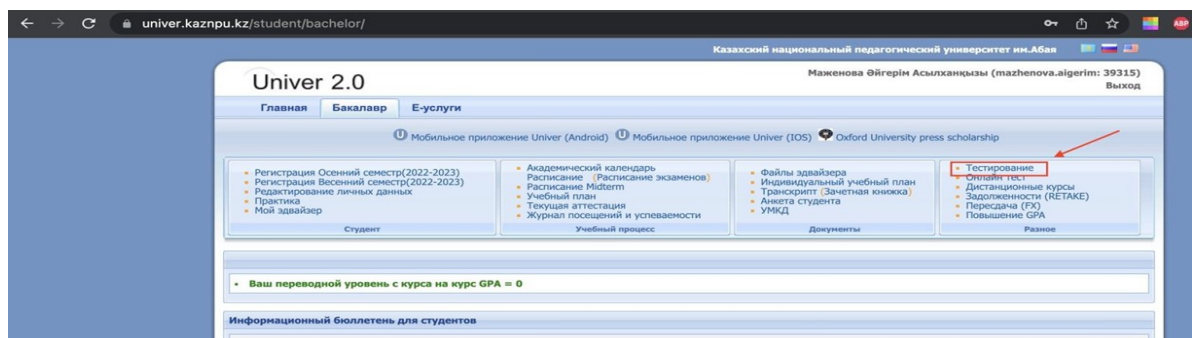 univer.kaznpu.kz/student/bachelor/
ABP
Казахский национальный педагогический университет им.Абая
Univer 2.0
Маженова Әйгерім Асылханқызы (mazhenova.aigerim: 39315)
Выход
Главная Бакалавр Е-услуги
Мобильное приложение Univer (Android) Мобильное приложение Univer (IOS) Oxford University press scholarship
Регистрация Осенний семестр(2022-2023)
Регистрация Весенний семестр(2022-2023)
Редактирование личных данных
Практика
Мой эдвайзер
Студент
Академический календарь
Расписание (Расписание экзаменов)
Расписание Midterm
Учебный план
Текущая аттестация
Журнал посещений и успеваемости
Учебный процесс
Файлы эдвайзера
Индивидуальный учебный план
Транскрипт (Зачетная книжка)
Анкета студента
УМКД
Документы
Тестирование
Онлайн тест
Дистанционные курсы
Задолженности (RETAKE)
Пересдача (FX)
Повышение GPA
Разное
Ваш переводной уровень с курса на курс GPA = 0
Информационный бюллетень для студентов